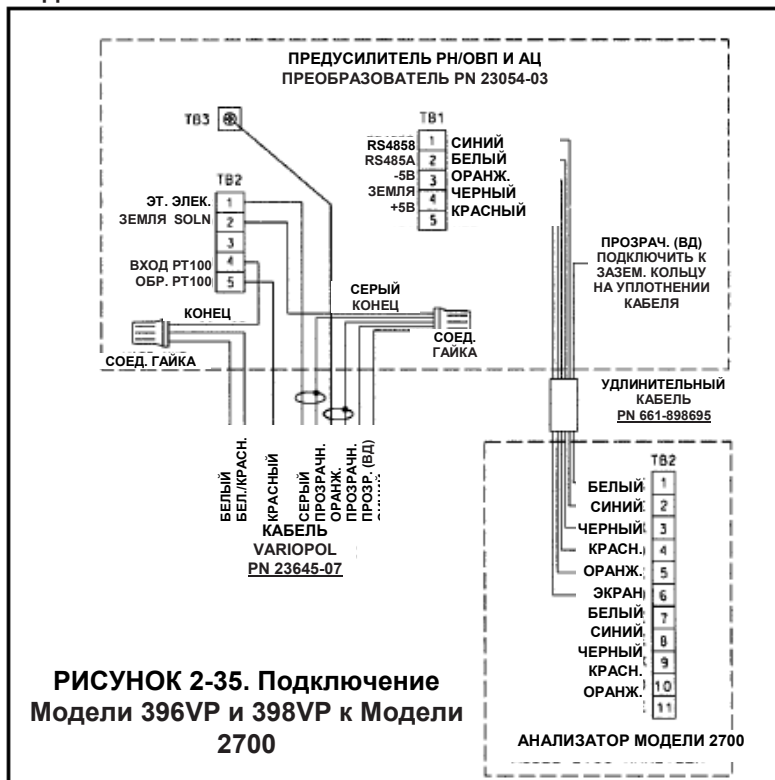 ПРЕДУСИЛИТЕЛЬ PH/ОВП И АЦ
ПРЕОБРАЗОВАТЕЛЬ PN 23054-03
TB3
TB1
RS485B 1 СИНИЙ
RS485A 2 БЕЛЫЙ
-5В 3 ОРАНЖ.
ЗЕМЛЯ 4 ЧЕРНЫЙ
+5В 5 КРАСНЫЙ
TB2
ЭТ. ЭЛЕК. 1
ЗЕМЛЯ SOLN 2
3
ВХОД РТ100 4
ОБР. РТ100 5
КОНЕЦ
СОЕД. ГАЙКА
СЕРЫЙ
КОНЕЦ
СОЕД.
ГАЙКА
ПРОЗРАЧ. (ВД)
ПОДКЛЮЧИТЬ К
ЗАЗЕМ. КОЛЬЦУ
НА УПЛОТНЕНИИ
КАБЕЛЯ
УДЛИНИТЕЛЬНЫЙ
КАБЕЛЬ
PN 661-898695
БЕЛЫЙ
БЕЛ./КРАСН.
КРАСНЫЙ
СЕРЫЙ
ПРОЗРАЧН.
ОРАНЖ.
ПРОЗРАЧН.
ПРОЗР. (ВД)
КАБЕЛЬ
VARIOPOL
PN 23645-07
TB2
БЕЛЫЙ 1
СИНИЙ 2
ЧЕРНЫЙ 3
КРАСН. 4
ОРАНЖ. 5
ЭКРАН 6
БЕЛЫЙ 7
СИНИЙ 8
ЧЕРНЫЙ 9
КРАСН. 10
ОРАНЖ. 11
АНАЛИЗАТОР МОДЕЛИ 2700
РИСУНОК 2-35. Подключение
Модели 396VP и 398VP к Модели
2700